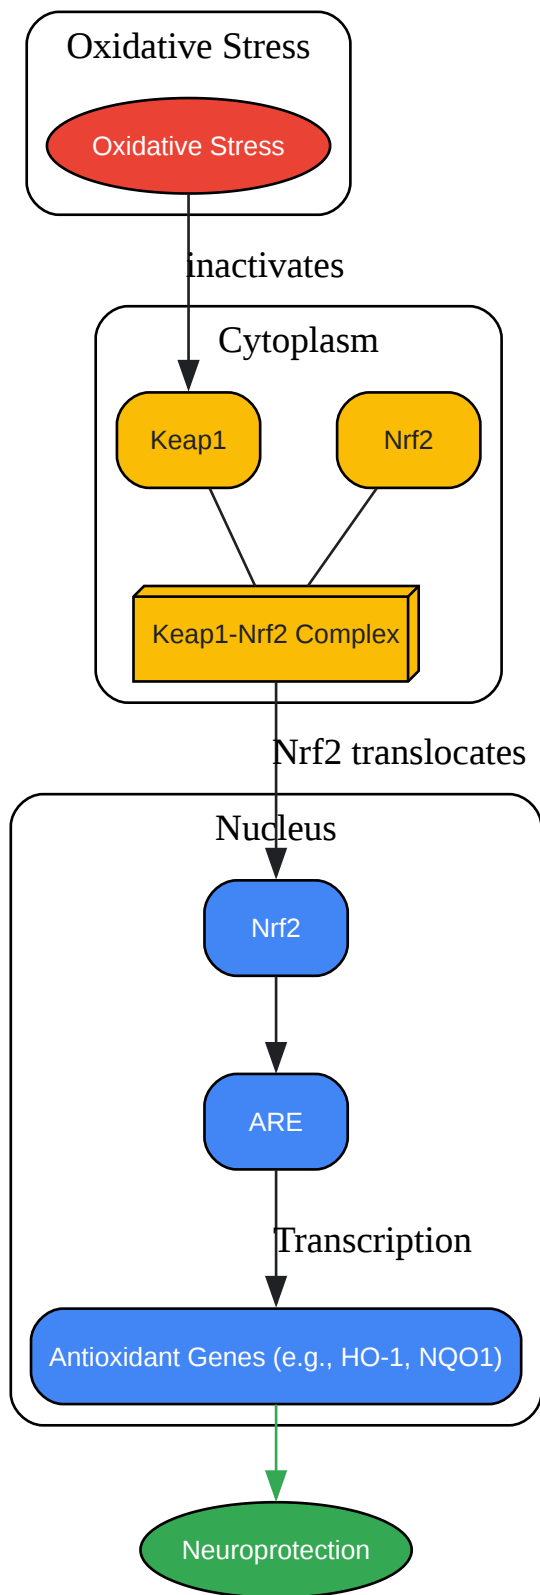 Oxidative Stress
Oxidative Stress
inactivates
Cytoplasm
Keap1
Nrf2
Keap1-Nrf2 Complex
Nrf2 translocates
Nucleus
Nrf2
ARE
Transcription
Antioxidant Genes (e.g., HO-1, NQO1)
Neuroprotection